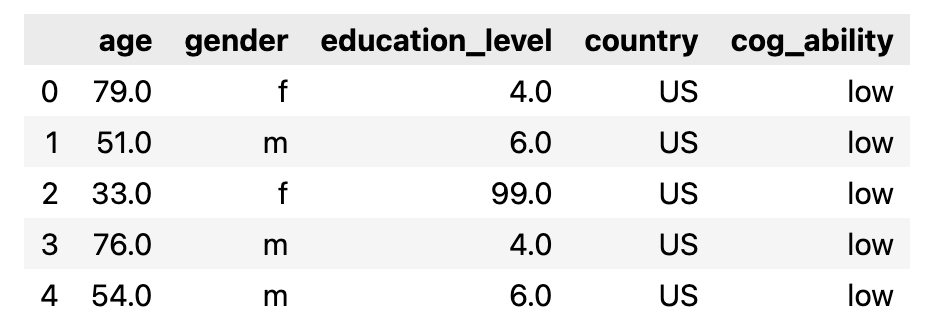 age gender education_level country cog_ability
0 79.0 f 4.0 US low
1 51.0 m 6.0 US low
2 33.0 f 99.0 US low
3 76.0 m 4.0 US low
4 54.0 m 6.0 US low